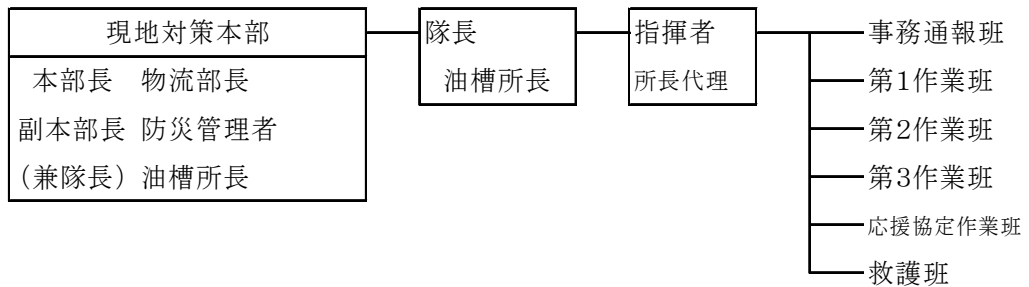 現地対策本部
本部長 物流部長
副本部長 防災管理者
(兼隊長) 油槽所長
隊長
油槽所長
指揮者
所長代理
事務通報班
第1作業班
第2作業班
第3作業班
応援協定作業班
救護班